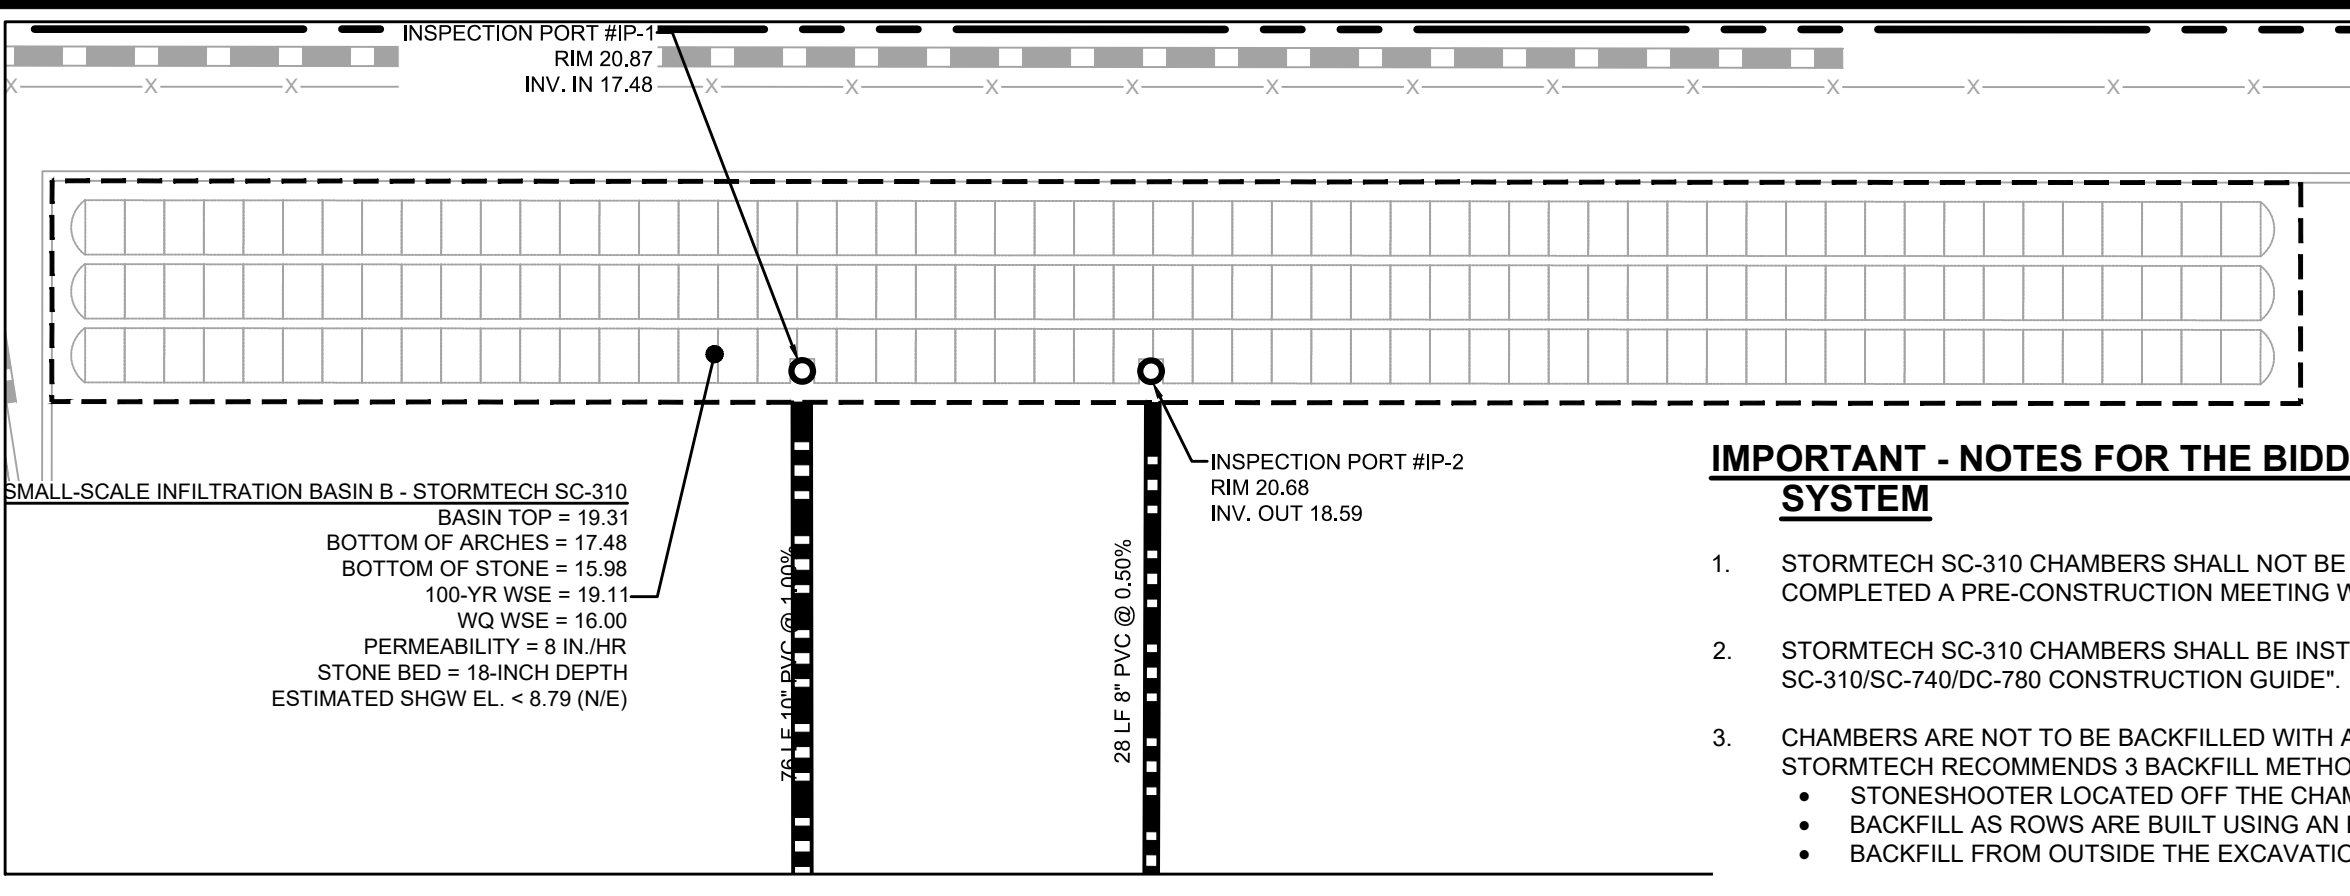 INSPECTION PORT #IP-1
RIM 20.87
INV. IN 17.48
SMALL-SCALE INFILTRATION BASIN B - STORMTECH SC-310
BASIN TOP = 19.31
BOTTOM OF ARCHES = 17.48
BOTTOM OF STONE = 15.98
100-YR WSE = 19.11
WQ WSE = 16.00
PERMEABILITY = 8 IN./HR
STONE BED = 18-INCH DEPTH
ESTIMATED SHGW EL. < 8.79 (N/E)
76 LF 10" PVC @ 1.00%
28 LF 8" PVC @ 0.50%
INSPECTION PORT #IP-2
RIM 20.68
INV. OUT 18.59
IMPORTANT - NOTES FOR THE BIDD
SYSTEM
1. STORMTECH SC-310 CHAMBERS SHALL NOT BE
COMPLETED A PRE-CONSTRUCTION MEETING W
2. STORMTECH SC-310 CHAMBERS SHALL BE INST
SC-310/SC-740/DC-780 CONSTRUCTION GUIDE".
3. CHAMBERS ARE NOT TO BE BACKFILLED WITH A
STORMTECH RECOMMENDS 3 BACKFILL METHO
• STONESHOOTER LOCATED OFF THE CHAM
• BACKFILL AS ROWS ARE BUILT USING AN
• BACKFILL FROM OUTSIDE THE EXCAVATIO